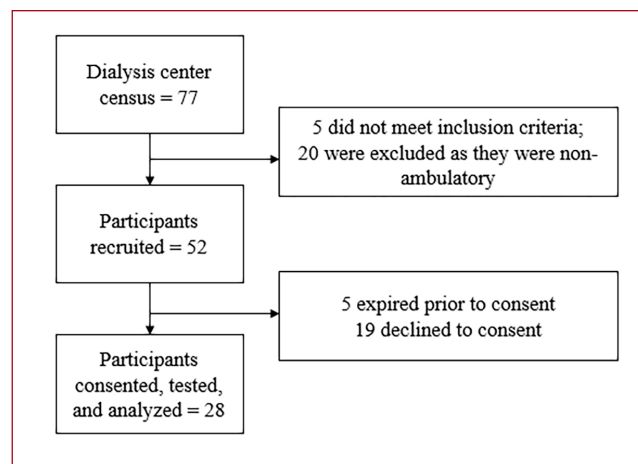 Dialysis center
census = 77
5 did not meet inclusion criteria;
20 were excluded as they were non-
ambulatory
Participants
recruited = 52
5 expired prior to consent
19 declined to consent
Participants
consented, tested,
and analyzed = 28